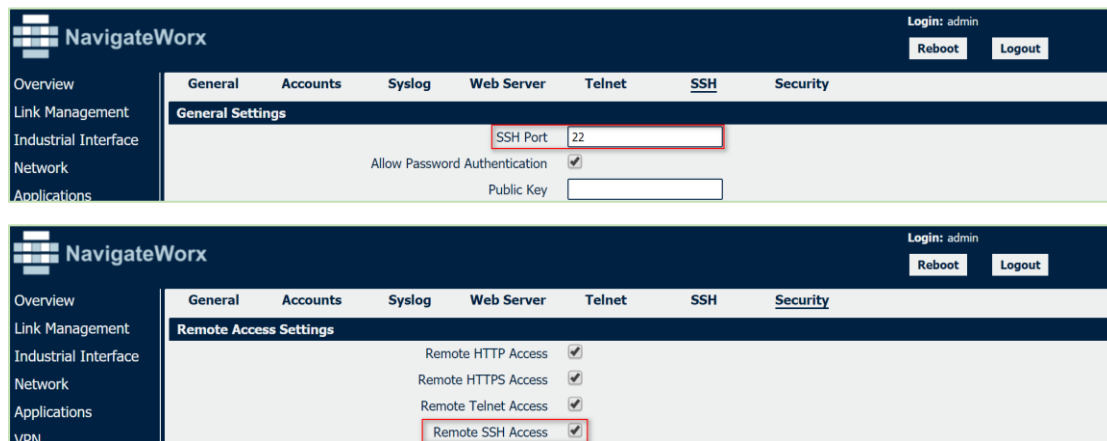 NavigateWorx
Login: admin
Reboot Logout
Overview
Link Management
Industrial Interface
Network
Applications
General Accounts Syslog Web Server Telnet SSH Security
General Settings
SSH Port 22
Allow Password Authentication
Public Key
NavigateWorx
Login: admin
Reboot Logout
Overview
Link Management
Industrial Interface
Network
Applications
VPN
General Accounts Syslog Web Server Telnet SSH Security
Remote Access Settings
Remote HTTP Access
Remote HTTPS Access
Remote Telnet Access
Remote SSH Access